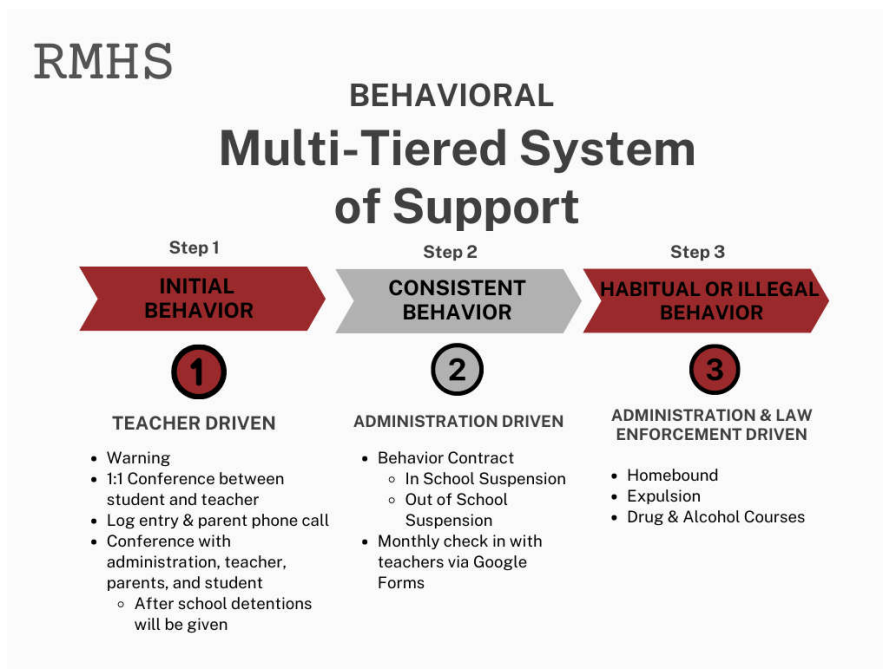 RMHS
BEHAVIORAL
Multi-Tiered System
of Support
Step 1
INITIAL
BEHAVIOR
1
TEACHER DRIVEN
• Warning
• 1:1 Conference between
student and teacher
• Log entry & parent phone call
• Conference with
administration, teacher,
parents, and student
◦ After school detentions
will be given
Step 2
CONSISTENT
BEHAVIOR
2
ADMINISTRATION DRIVEN
• Behavior Contract
◦ In School Suspension
◦ Out of School
Suspension
• Monthly check in with
teachers via Google
Forms
Step 3
HABITUAL OR ILLEGAL
BEHAVIOR
3
ADMINISTRATION & LAW
ENFORCEMENT DRIVEN
• Homebound
• Expulsion
• Drug & Alcohol Courses